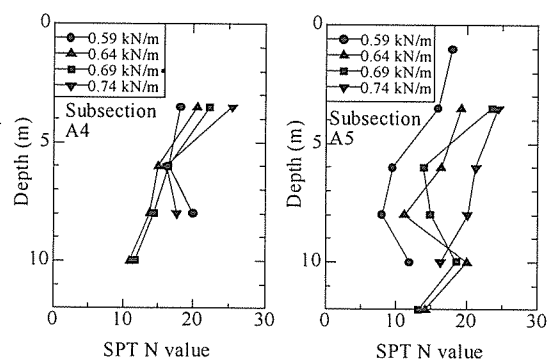 0
0.59 kN/m
0.64 kN/m
0.69 kN/m
0.74 kN/m
Subsection
A4
5
10
Depth (m)
0 10 20 30
SPT N value
0
0.59 kN/m
0.64 kN/m
0.69 kN/m
0.74 kN/m
Subsection
A5
5
10
Depth (m)
0 10 20 30
SPT N value